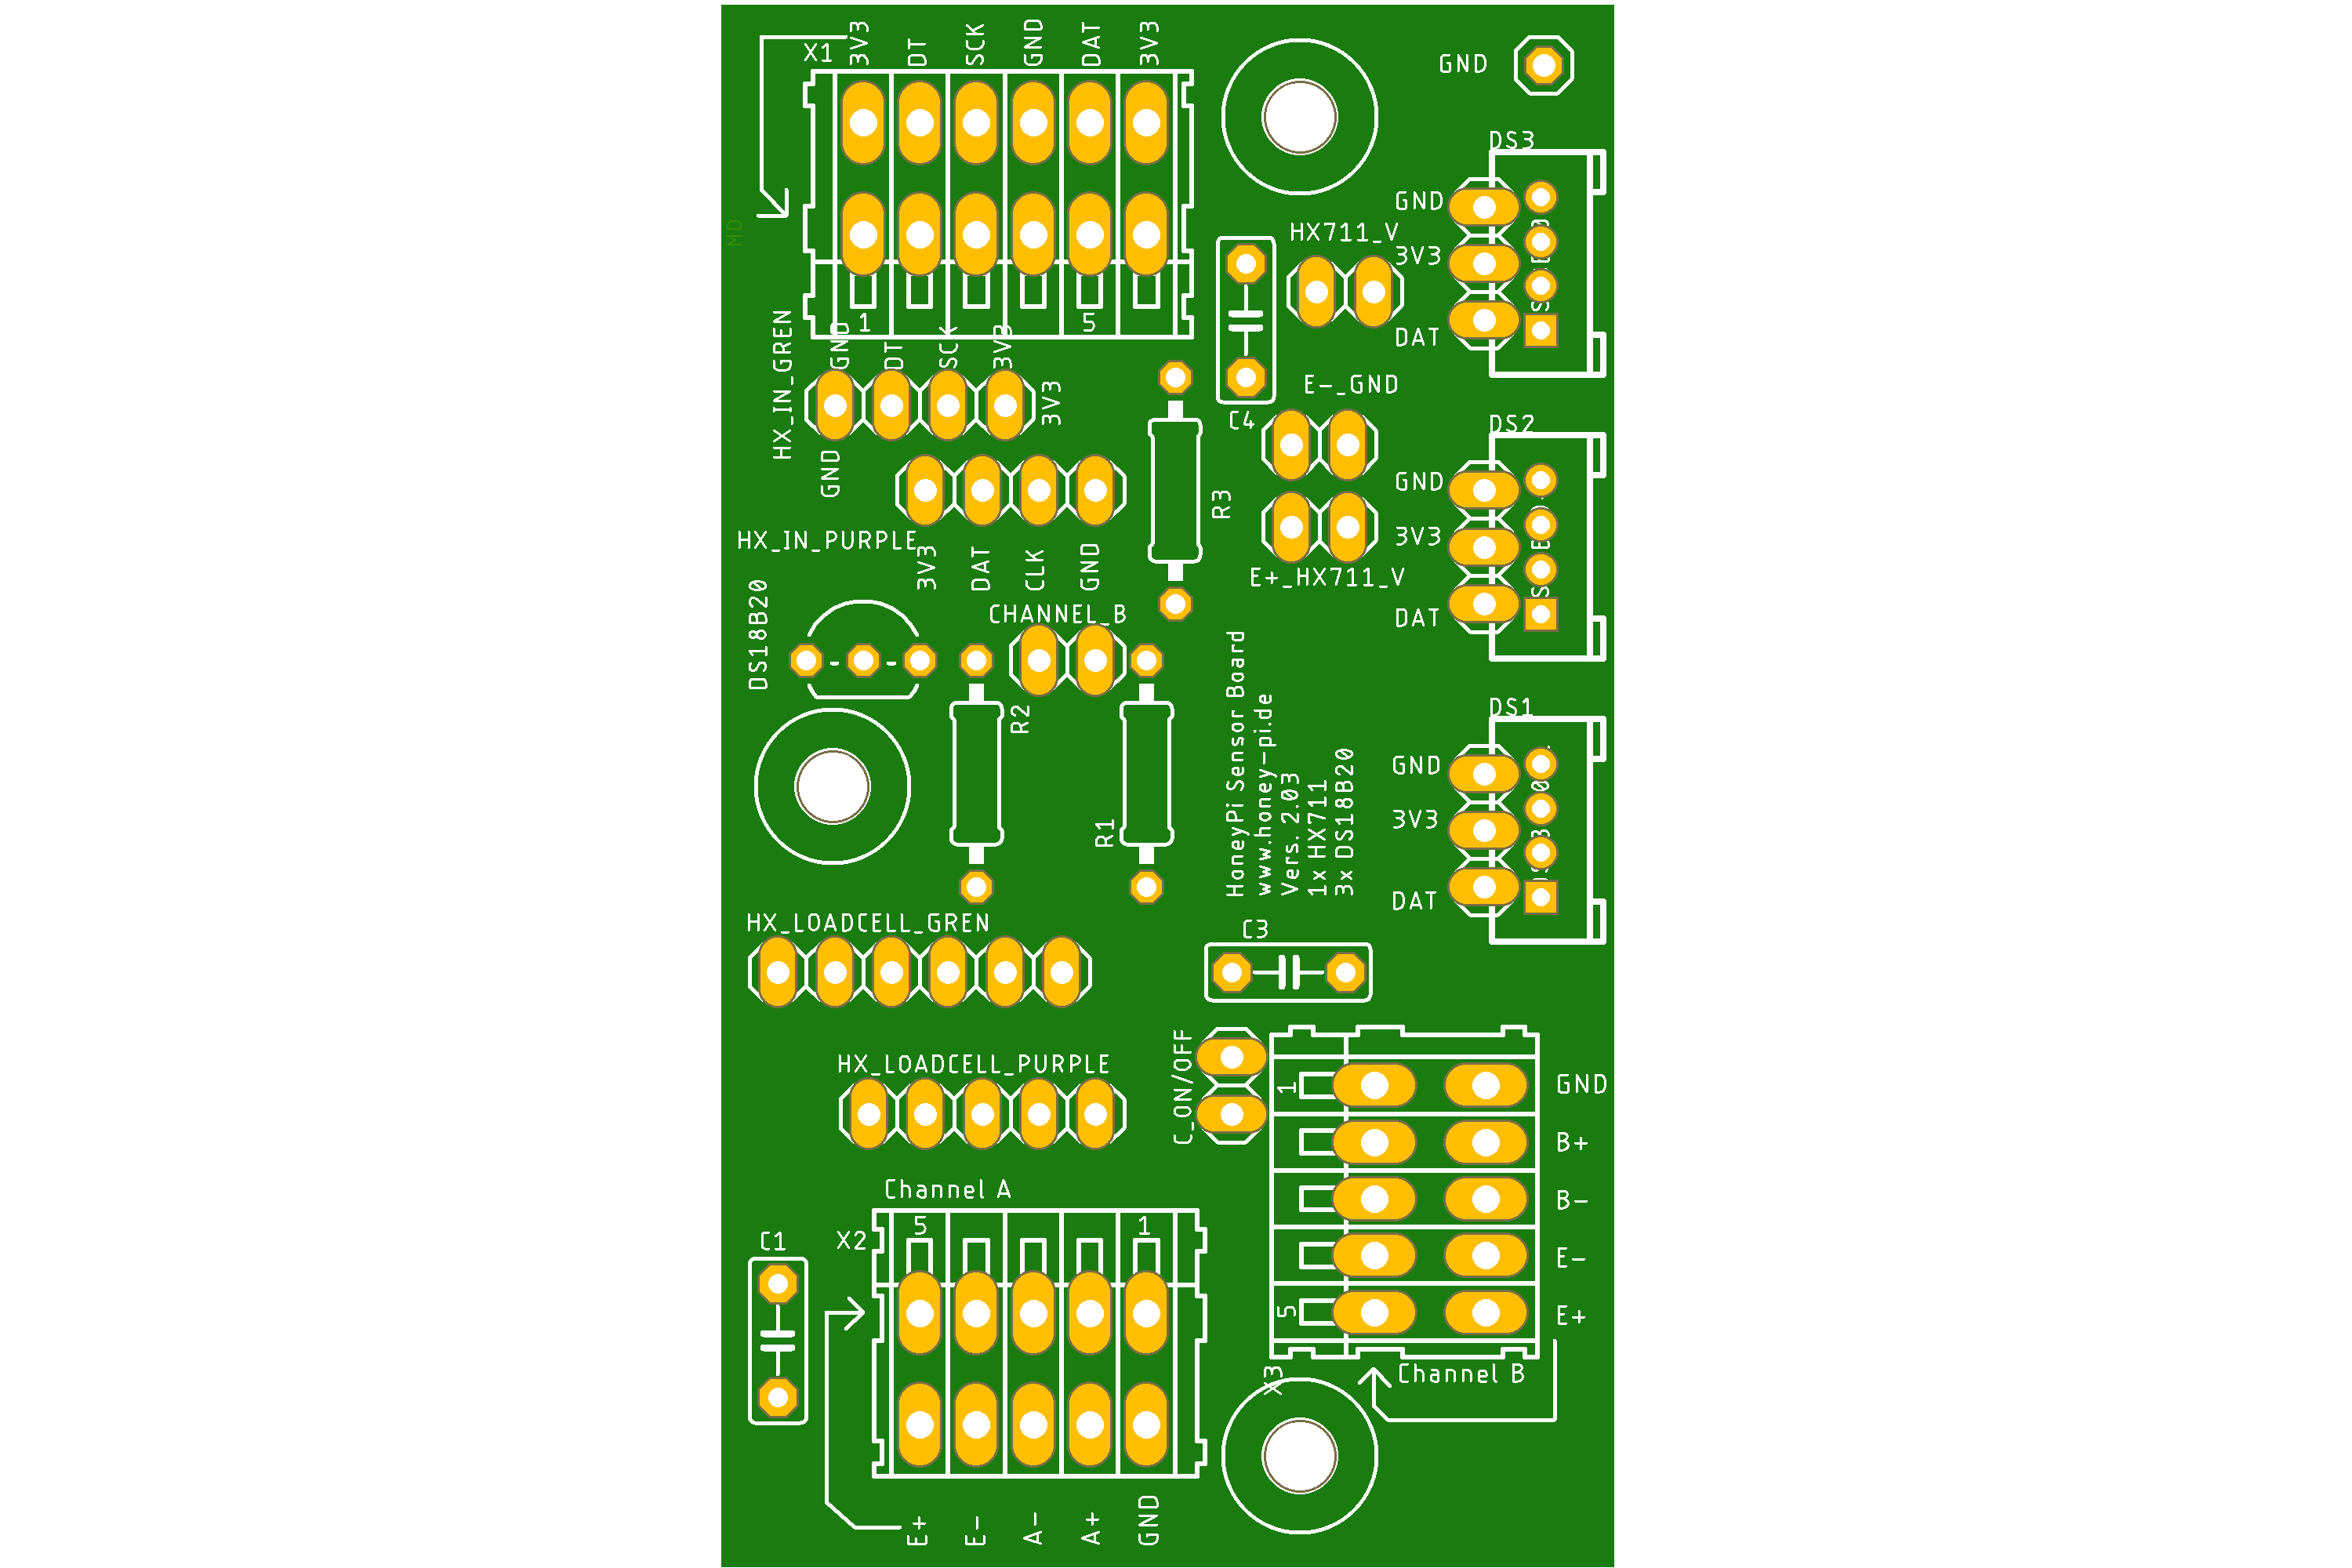 X1
3V3
DT
SCK
GND
DAT
3V3
GND
DS3
GND
3V3
DAT
HX711_V
MD
1
5
HX_IN_GREEN
GND
DT
SCK
3V3
3V3
GND
C4
E-_GND
DS2
GND
3V3
DAT
R3
HX_IN_PURPLE
3V3
DAT
CLK
GND
E+_HX711_V
DS18B20
CHANNEL_B
R2
R1
HoneyPi Sensor Board
www.honey-pi.de
Vers. 2.03
1x HX711
3x DS18B20
DS1
GND
3V3
DAT
HX_LOADCELL_GREN
C3
HX_LOADCELL_PURPLE
C_ON/OFF
1
5
GND
B+
B-
E-
E+
Channel B
X3
Channel A
X2
5
1
C1
E+
E-
A-
A+
GND